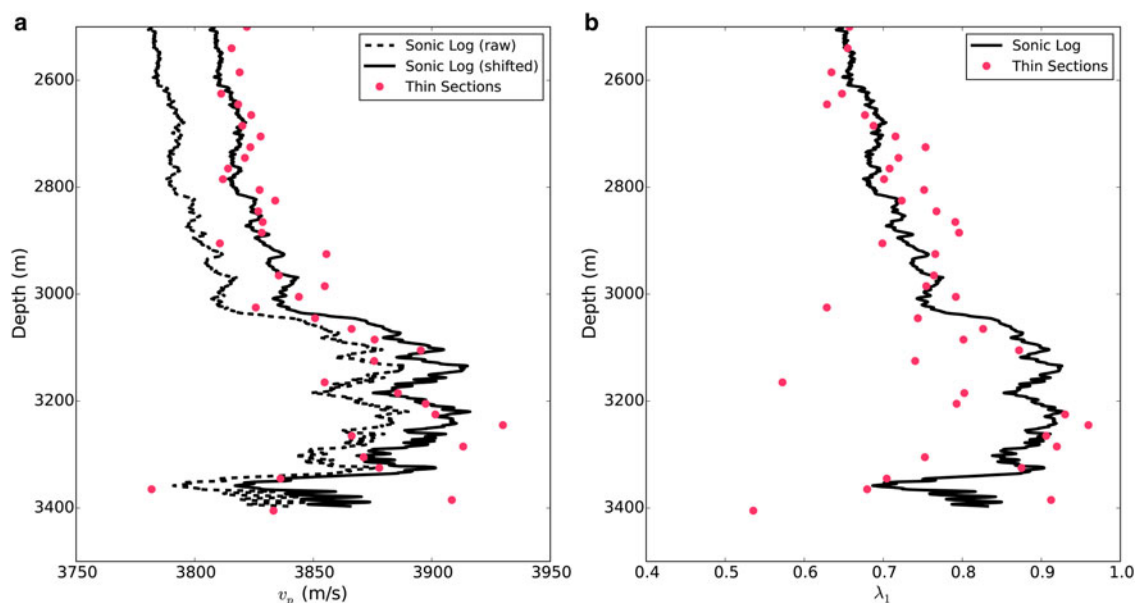 a
b
Sonic Log (raw)
Sonic Log (shifted)
Thin Sections
Sonic Log
Thin Sections
2600
2800
3000
3200
3400
Depth (m)
3750 3800 3850 3900 3950
v_p (m/s)
2600
2800
3000
3200
3400
Depth (m)
0.4 0.5 0.6 0.7 0.8 0.9 1.0
λ₁